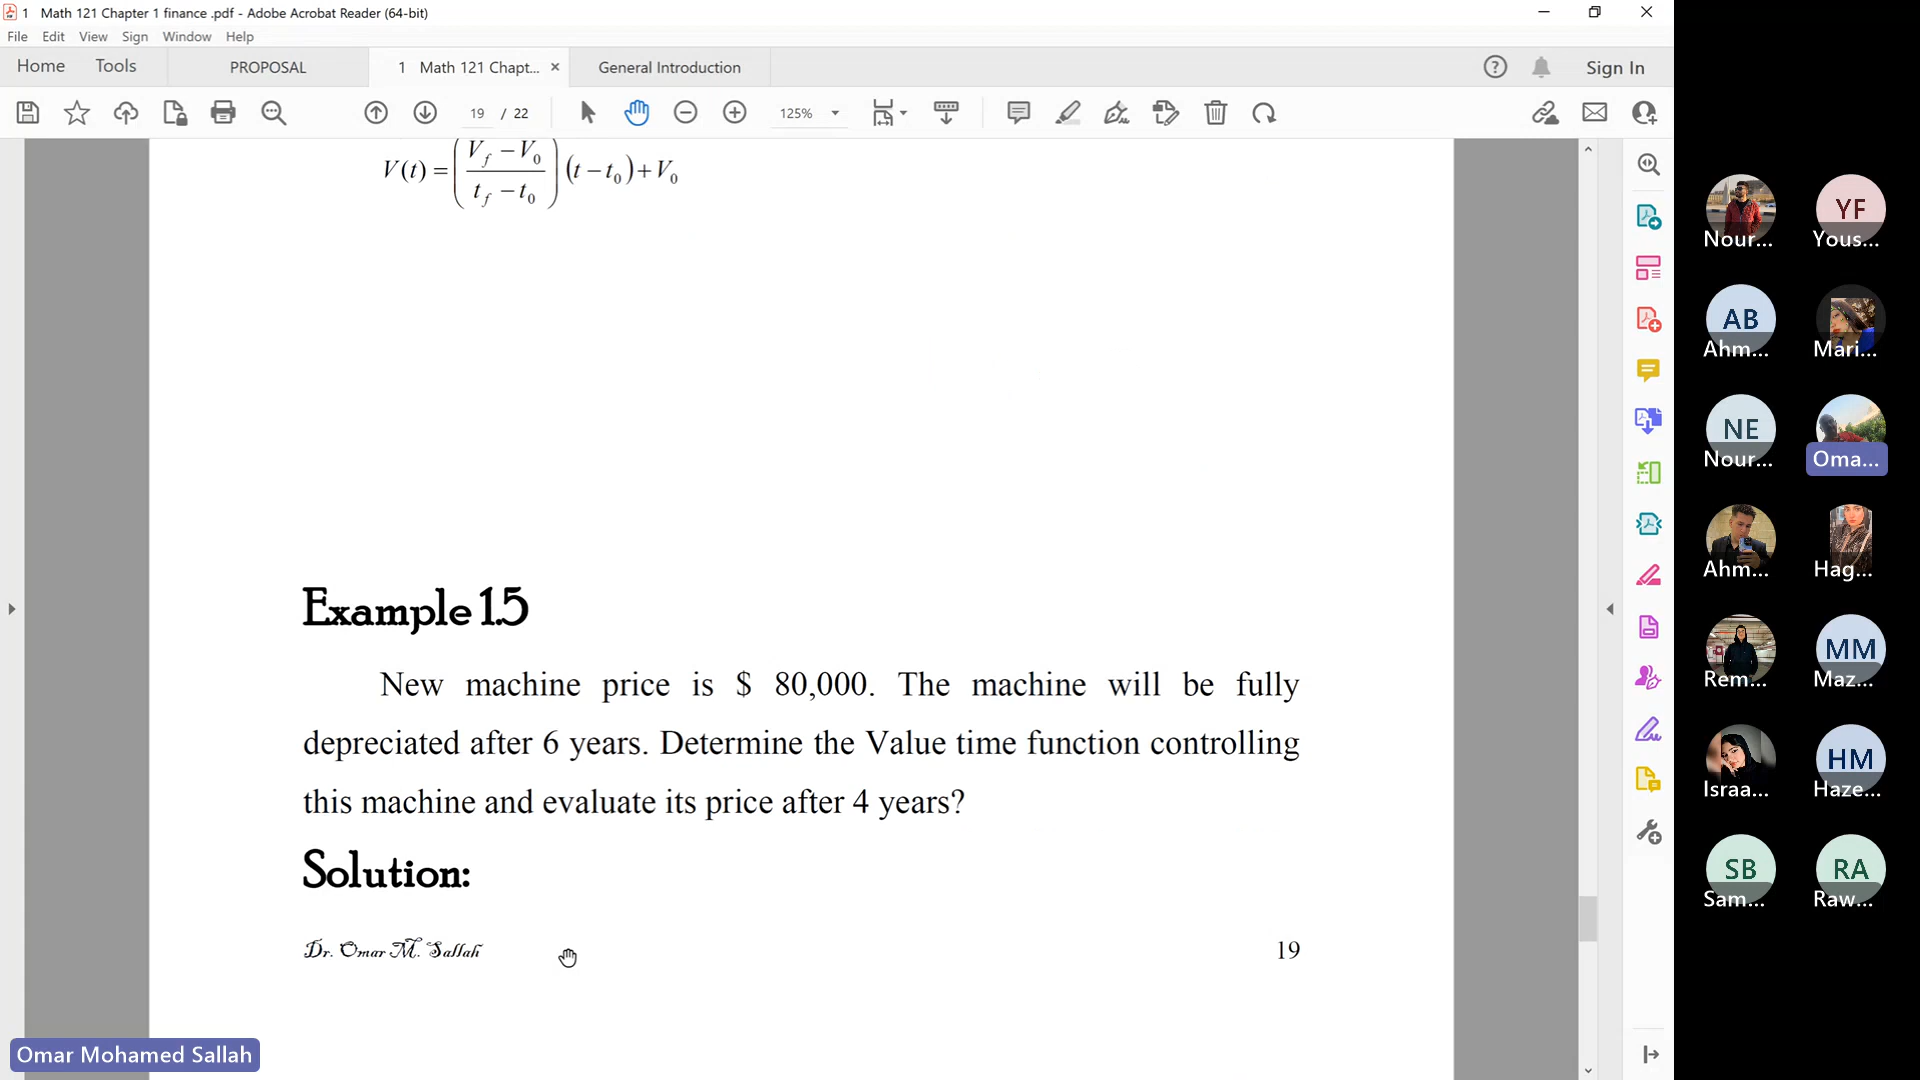 1 Math 121 Chapter 1 finance .pdf - Adobe Acrobat Reader (64-bit)
File Edit View Sign Window Help
Home Tools PROPOSAL 1 Math 121 Chapt... × General Introduction Sign In
19 / 22 125%
V(t) = ( (V_f − V_0) / (t_f − t_0) ) (t − t_0) + V_0
Example 1.5
New machine price is $ 80,000. The machine will be fully
depreciated after 6 years. Determine the Value time function controlling
this machine and evaluate its price after 4 years?
Solution:
Dr. Omar M. Sallah 19
Omar Mohamed Sallah
Nour...
YF
Yous...
AB
Ahm...
Mari...
NE
Nour...
Oma...
Ahm...
Hag...
Rem...
MM
Maz...
Israa...
HM
Haze...
SB
Sam...
RA
Raw...